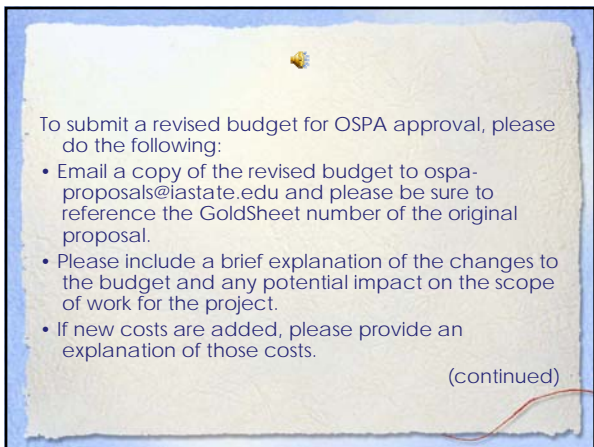 To submit a revised budget for OSPA approval, please
do the following:
• Email a copy of the revised budget to ospa-
proposals@iastate.edu and please be sure to
reference the GoldSheet number of the original
proposal.
• Please include a brief explanation of the changes to
the budget and any potential impact on the scope
of work for the project.
• If new costs are added, please provide an
explanation of those costs.
(continued)